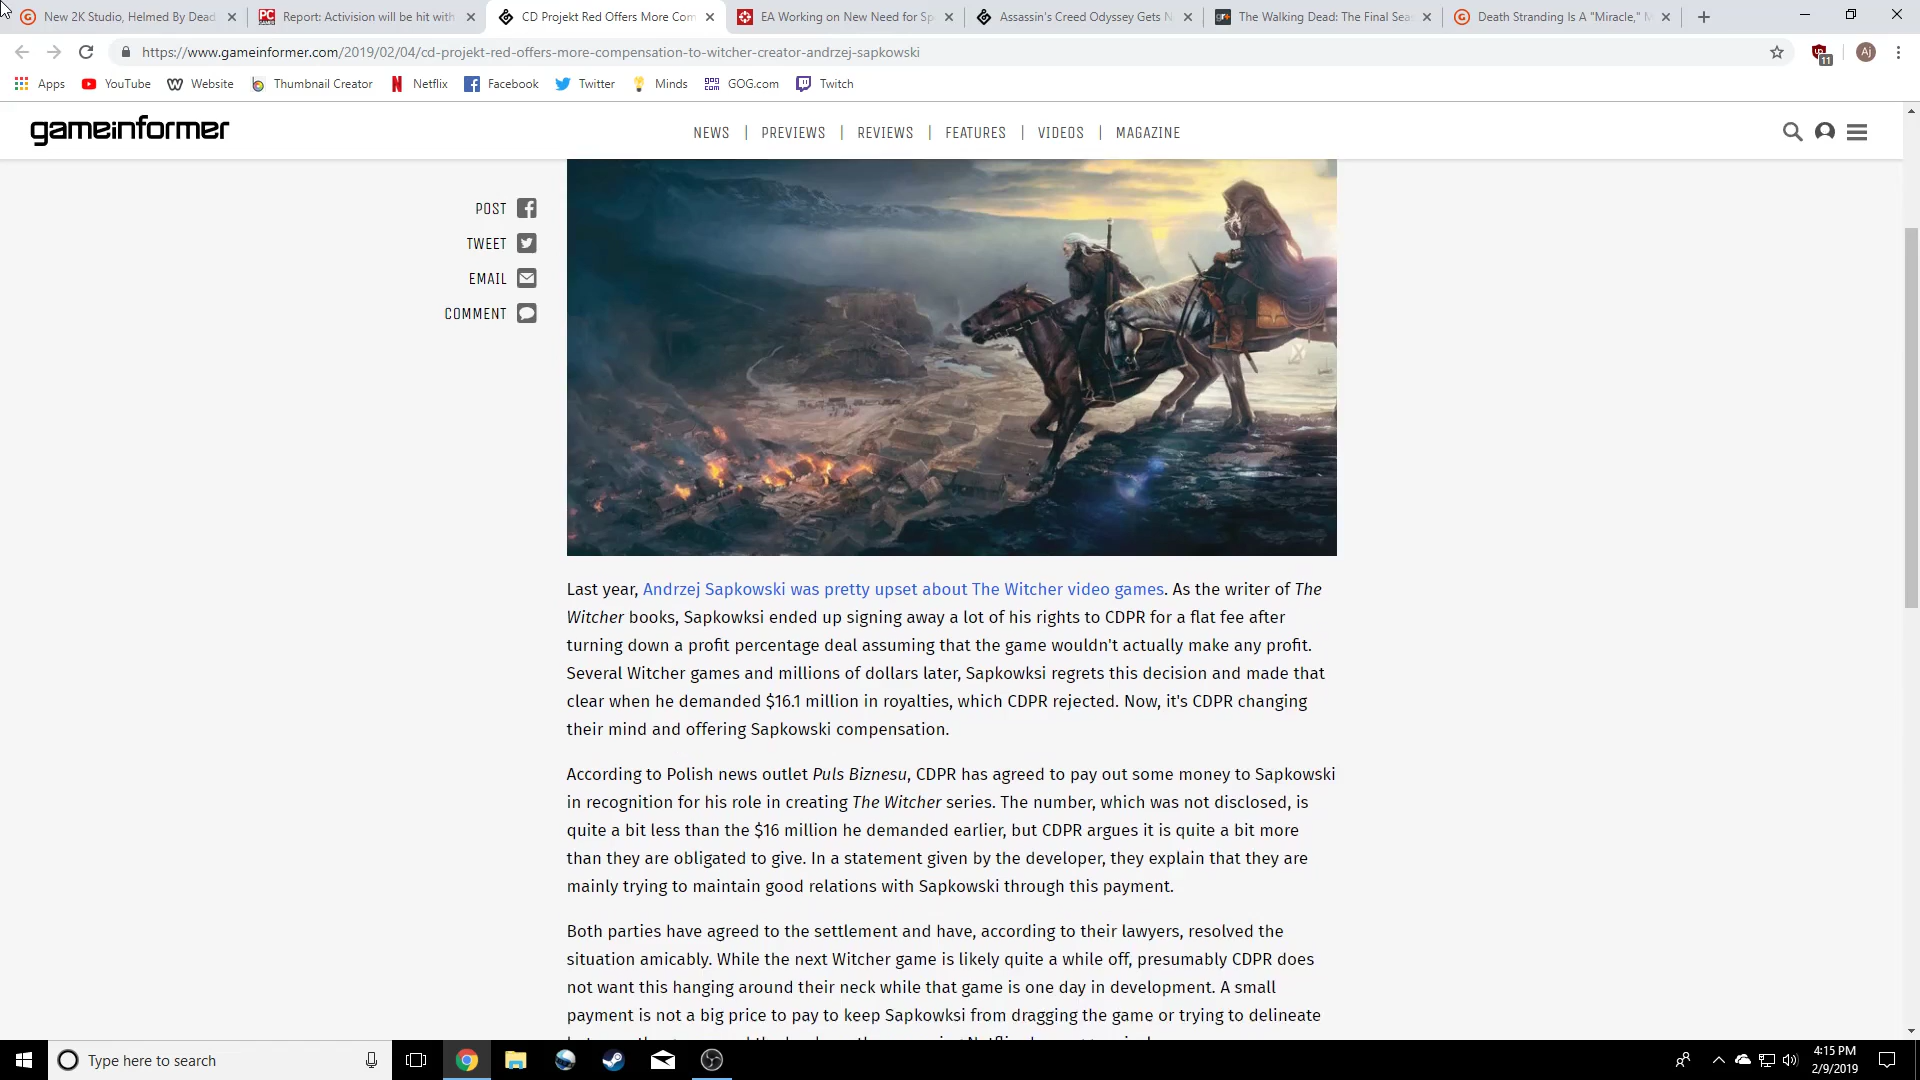 New 2K Studio, Helmed By Dead
Report: Activision will be hit with
CD Projekt Red Offers More Com
EA Working on New Need for Sp
Assassin's Creed Odyssey Gets N
The Walking Dead: The Final Sea
Death Stranding Is A "Miracle," M
https://www.gameinformer.com/2019/02/04/cd-projekt-red-offers-more-compensation-to-witcher-creator-andrzej-sapkowski
11
Aj
Apps YouTube Website Thumbnail Creator Netflix Facebook Twitter Minds GOG.com Twitch
gameinformer
NEWS | PREVIEWS | REVIEWS | FEATURES | VIDEOS | MAGAZINE
POST
TWEET
EMAIL
COMMENT
Last year, Andrzej Sapkowski was pretty upset about The Witcher video games. As the writer of The
Witcher books, Sapkowksi ended up signing away a lot of his rights to CDPR for a flat fee after
turning down a profit percentage deal assuming that the game wouldn't actually make any profit.
Several Witcher games and millions of dollars later, Sapkowksi regrets this decision and made that
clear when he demanded $16.1 million in royalties, which CDPR rejected. Now, it's CDPR changing
their mind and offering Sapkowski compensation.
According to Polish news outlet Puls Biznesu, CDPR has agreed to pay out some money to Sapkowski
in recognition for his role in creating The Witcher series. The number, which was not disclosed, is
quite a bit less than the $16 million he demanded earlier, but CDPR argues it is quite a bit more
than they are obligated to give. In a statement given by the developer, they explain that they are
mainly trying to maintain good relations with Sapkowski through this payment.
Both parties have agreed to the settlement and have, according to their lawyers, resolved the
situation amicably. While the next Witcher game is likely quite a while off, presumably CDPR does
not want this hanging around their neck while that game is one day in development. A small
payment is not a big price to pay to keep Sapkowksi from dragging the game or trying to delineate
Type here to search
4:15 PM
2/9/2019